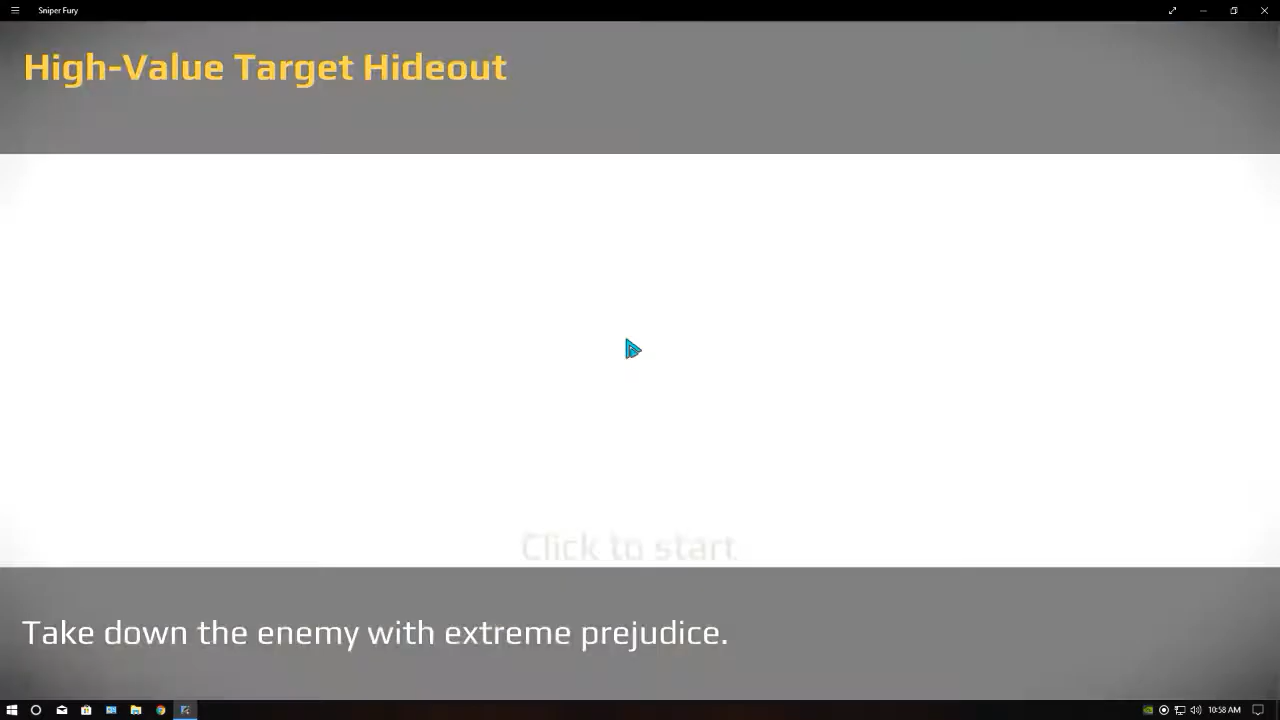 Sniper Fury
High-Value Target Hideout
Click to start
Take down the enemy with extreme prejudice.
10:58 AM